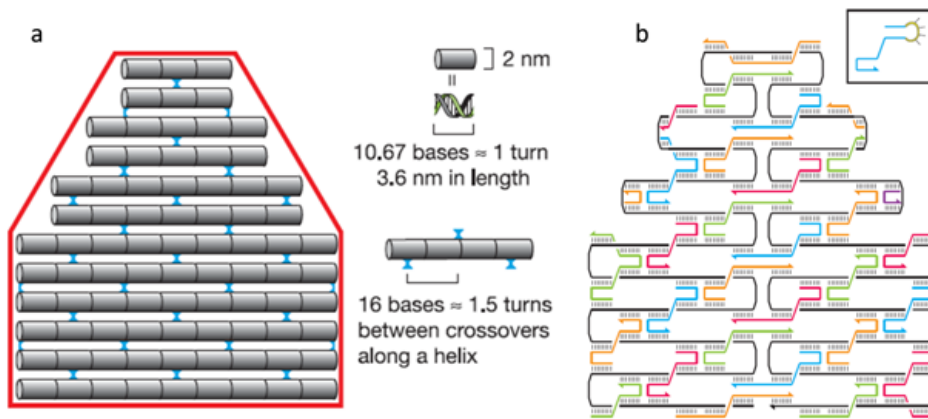 a
2 nm
10.67 bases ≈ 1 turn
3.6 nm in length
16 bases ≈ 1.5 turns
between crossovers
along a helix
b